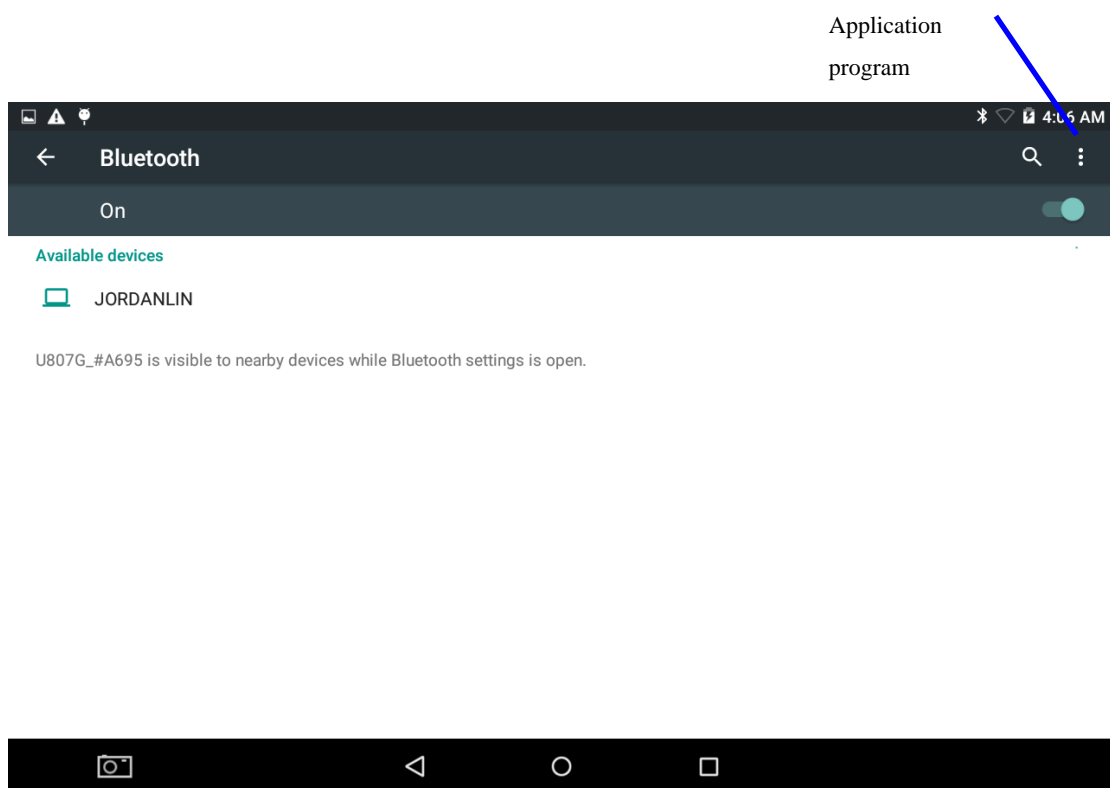 Application
program
4:06 AM
Bluetooth
On
Available devices
JORDANLIN
U807G_#A695 is visible to nearby devices while Bluetooth settings is open.